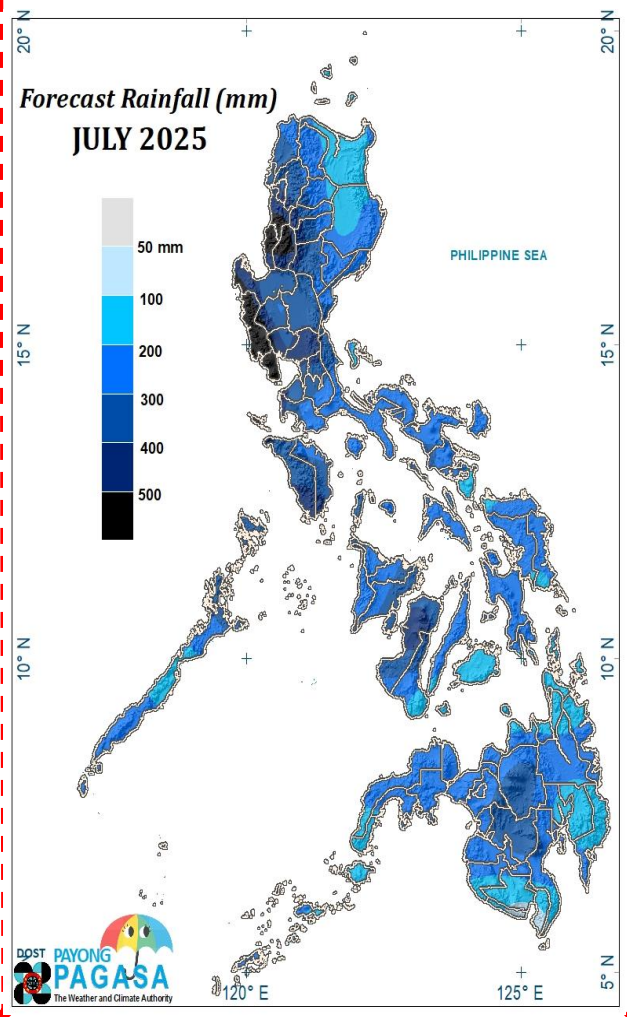 20° N
20° N
Forecast Rainfall (mm)
JULY 2025
50 mm
100
200
300
400
500
PHILIPPINE SEA
15° N
15° N
10° N
10° N
DOST
PAYONG
PAGASA
The Weather and Climate Authority
120° E
125° E
5° N